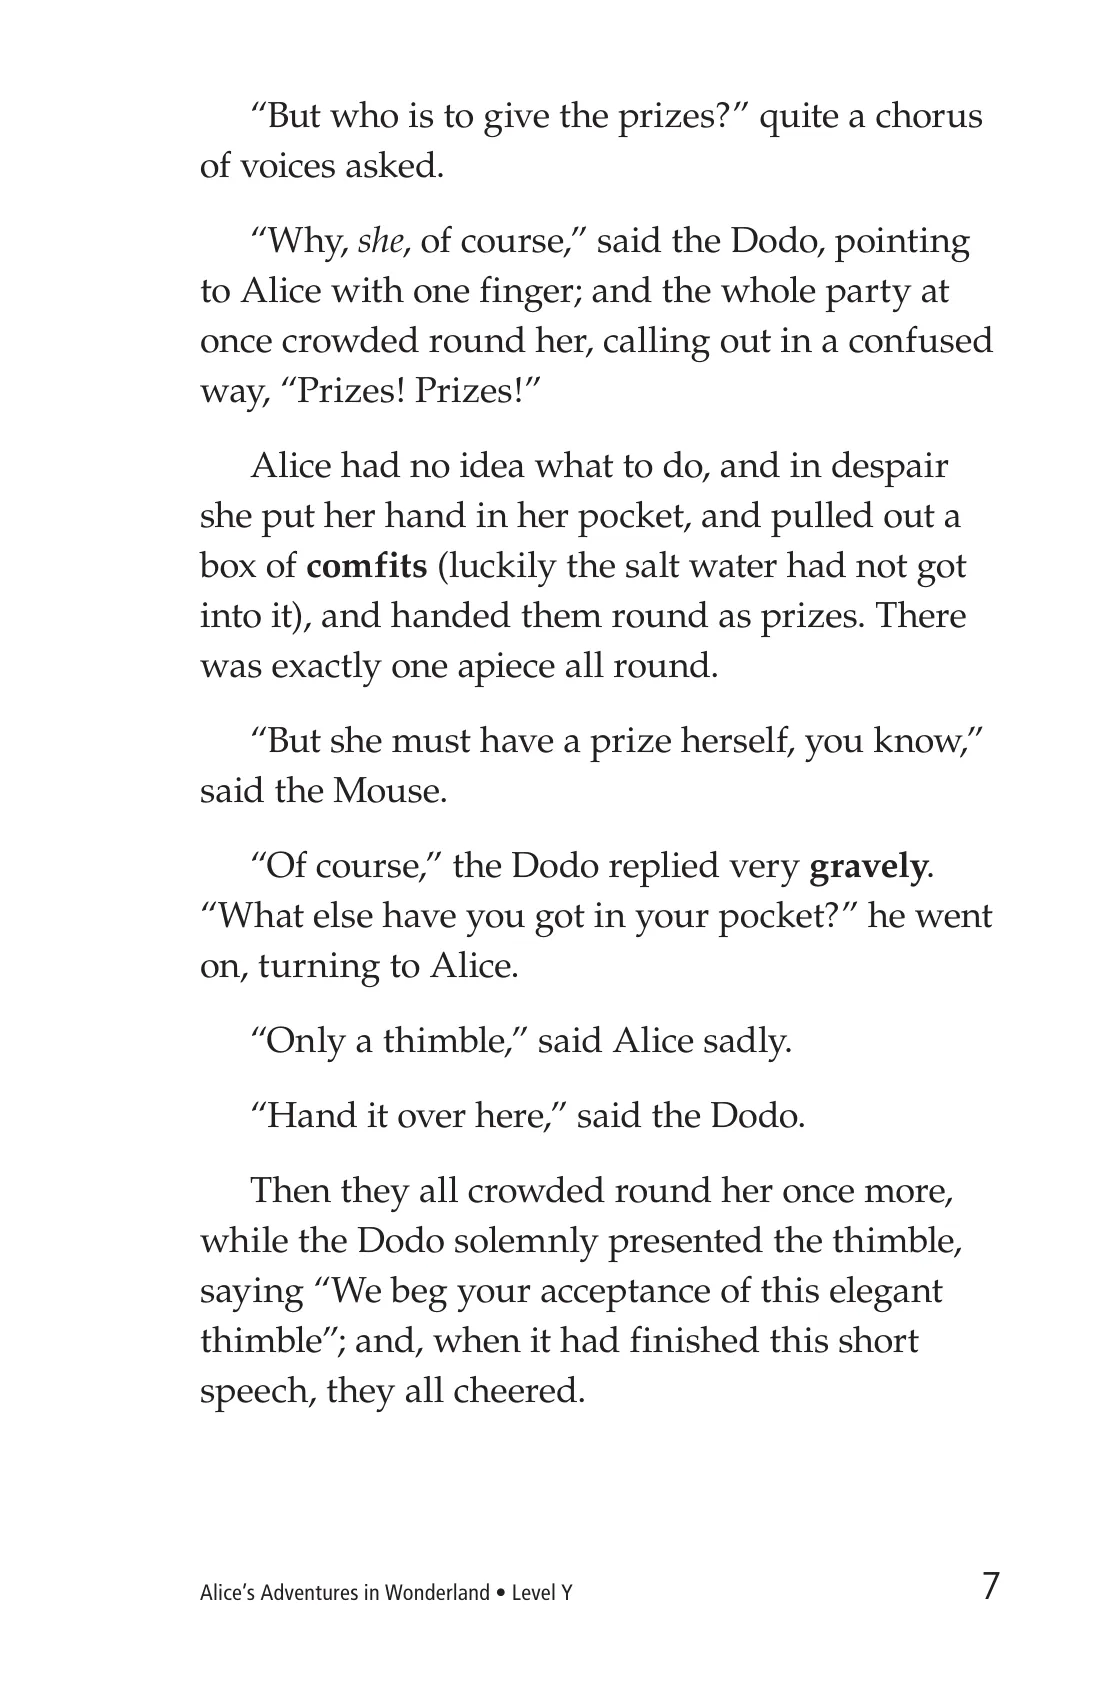 “But who is to give the prizes?” quite a chorus
of voices asked.
“Why, she, of course,” said the Dodo, pointing
to Alice with one finger; and the whole party at
once crowded round her, calling out in a confused
way, “Prizes! Prizes!”
Alice had no idea what to do, and in despair
she put her hand in her pocket, and pulled out a
box of comfits (luckily the salt water had not got
into it), and handed them round as prizes. There
was exactly one apiece all round.
“But she must have a prize herself, you know,”
said the Mouse.
“Of course,” the Dodo replied very gravely.
“What else have you got in your pocket?” he went
on, turning to Alice.
“Only a thimble,” said Alice sadly.
“Hand it over here,” said the Dodo.
Then they all crowded round her once more,
while the Dodo solemnly presented the thimble,
saying “We beg your acceptance of this elegant
thimble”; and, when it had finished this short
speech, they all cheered.
Alice’s Adventures in Wonderland • Level Y
7